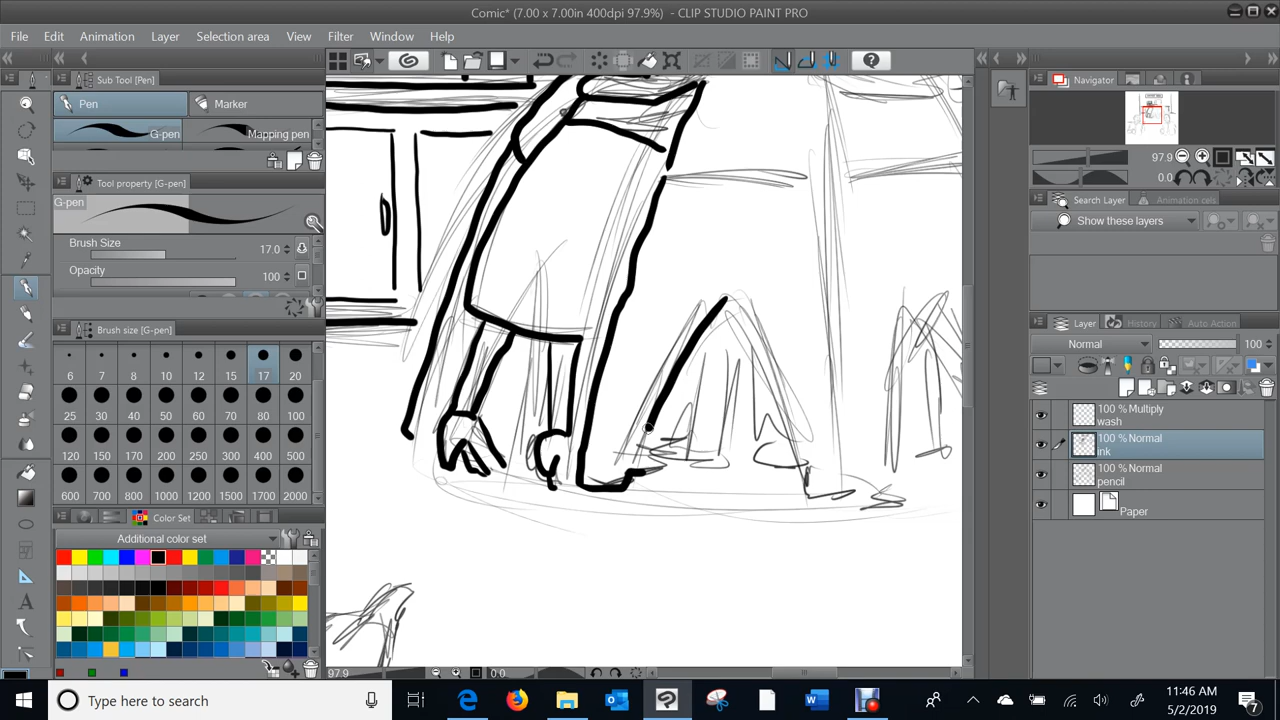 Comic* (7.00 x 7.00in 400dpi 97.9%) - CLIP STUDIO PAINT PRO
File Edit Animation Layer Selection area View Filter Window Help
Sub Tool [Pen]
Pen Marker
G-pen Mapping pen
Tool property [G-pen]
G-pen
Brush Size 17.0
Opacity 100
Brush size [G-pen]
6 7 8 10 12 15 17 20
25 30 40 50 60 70 80 100
120 150 170 200 250 300 400 500
600 700 800 1000 1200 1500 1700 2000
Color Set
Additional color set
97.9 0.0
Navigator
97.9
0.0
Search Layer Animation cels
Show these layers
Layer History Auto Action
Normal 100
100 % Multiply
wash
100 % Normal
ink
100 % Normal
pencil
Paper
Type here to search
11:46 AM
5/2/2019
7